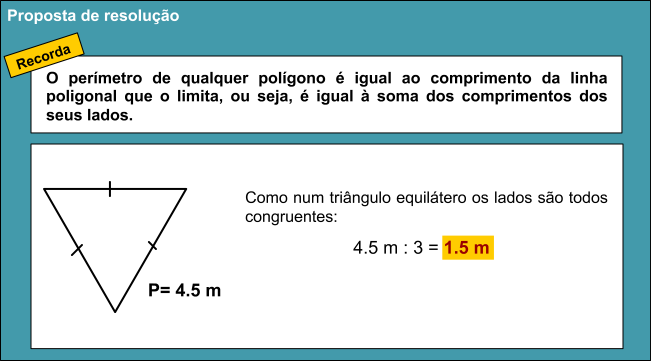 Proposta de resolução
Recorda
O perímetro de qualquer polígono é igual ao comprimento da linha
poligonal que o limita, ou seja, é igual à soma dos comprimentos dos
seus lados.
Como num triângulo equilátero os lados são todos
congruentes:
4.5 m : 3 = 1.5 m
P= 4.5 m